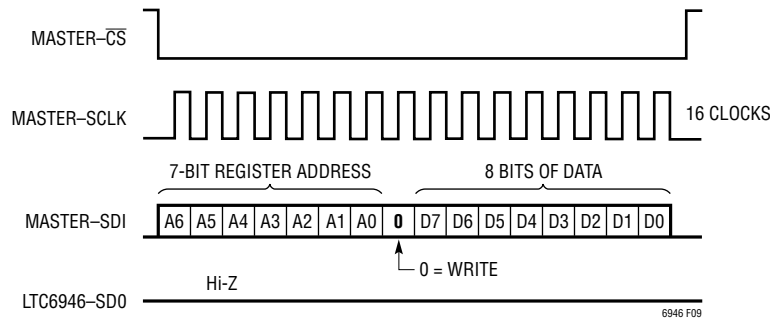 MASTER–CS
MASTER–SCLK
16 CLOCKS
7-BIT REGISTER ADDRESS 8 BITS OF DATA
MASTER–SDI A6 A5 A4 A3 A2 A1 A0 0 D7 D6 D5 D4 D3 D2 D1 D0
0 = WRITE
Hi-Z
LTC6946–SD0
6946 F09